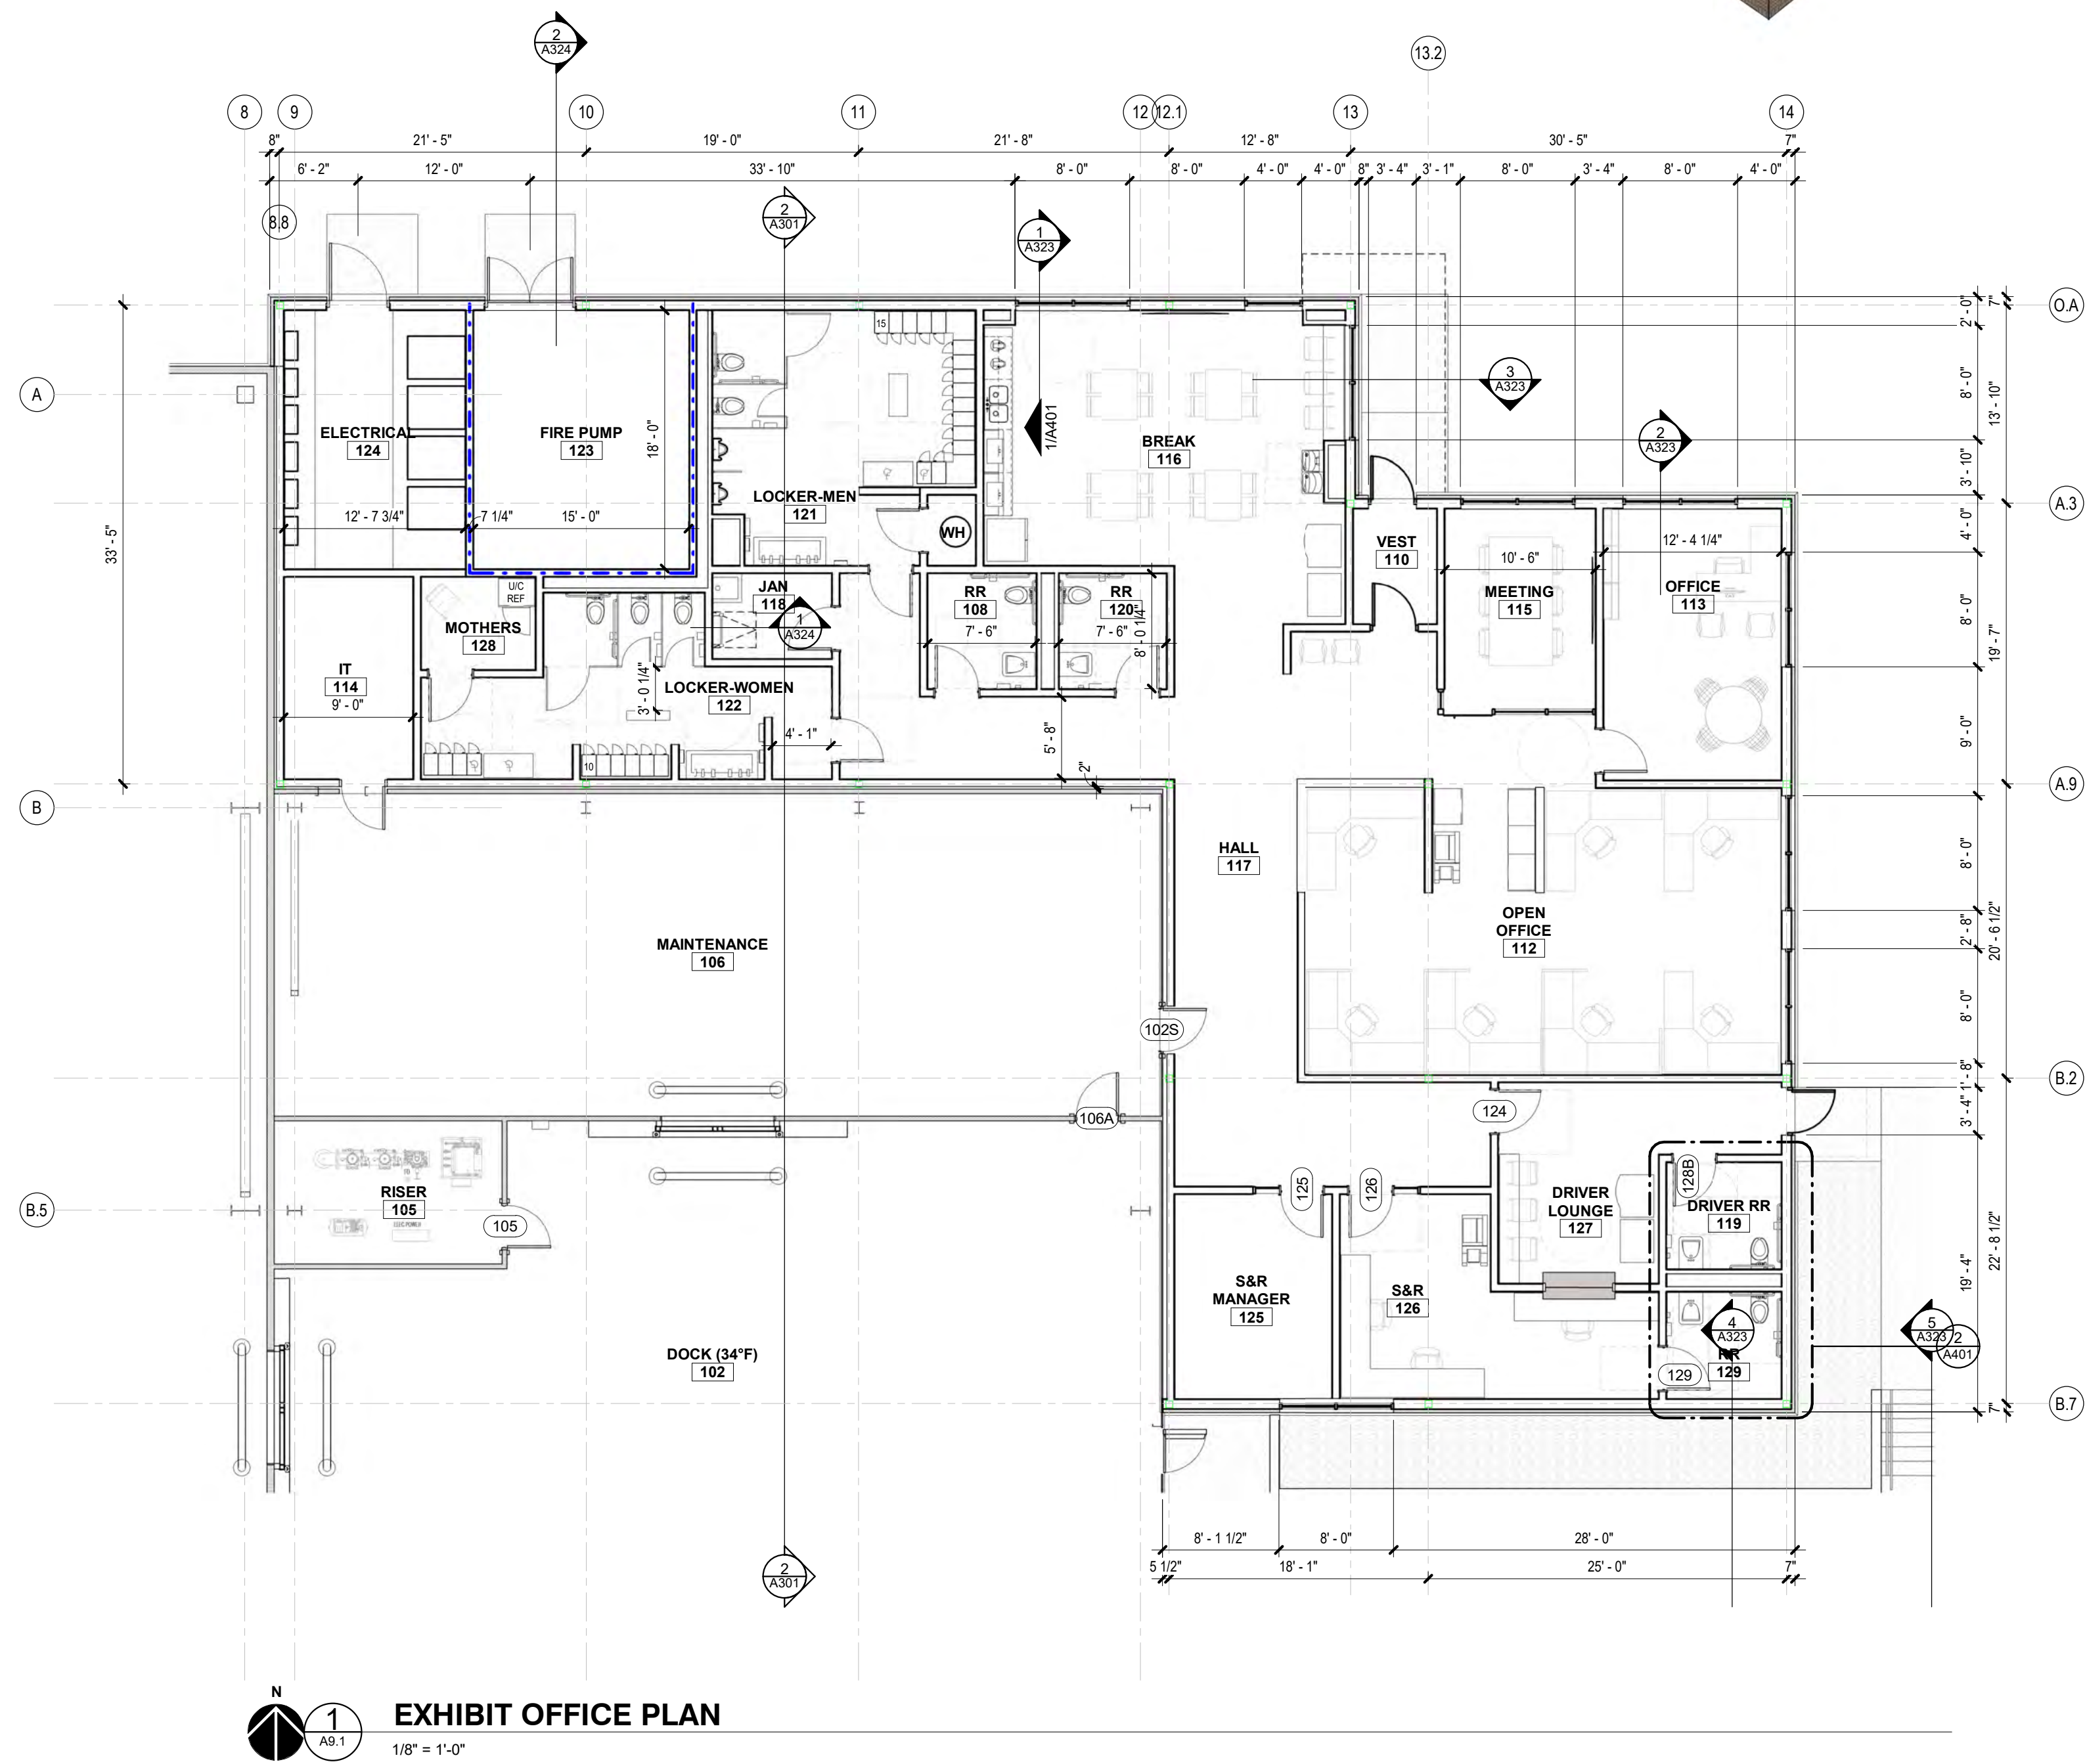 2
A324
13.2
8
9
10
11
12
12.1
13
14
8"
21' - 5"
19' - 0"
21' - 8"
12' - 8"
30' - 5"
7"
6' - 2"
12' - 0"
33' - 10"
8' - 0"
8' - 0"
4' - 0"
4' - 0"
8"
3' - 4"
3' - 1"
8' - 0"
3' - 4"
8' - 0"
4' - 0"
8.8
2
A301
1
A323
O.A
2' - 0"
7"
15
A
3
A323
8' - 0"
13' - 10"
ELECTRICAL
124
FIRE PUMP
123
18' - 0"
1/A401
BREAK
116
2
A323
3' - 10"
LOCKER-MEN
121
A.3
12' - 7 3/4"
7 1/4"
15' - 0"
WH
VEST
110
4' - 0"
33' - 5"
10' - 6"
12' - 4 1/4"
U/C
REF
JAN
118
RR
108
RR
120
MEETING
115
OFFICE
113
8' - 0"
MOTHERS
128
1
A324
7' - 6"
7' - 6"
8' - 0 1/4"
19' - 7"
IT
114
9' - 0"
3' - 0 1/4"
LOCKER-WOMEN
122
4' - 1"
5' - 8"
9' - 0"
10
2"
A.9
B
HALL
117
8' - 0"
OPEN
OFFICE
112
2' - 8"
20' - 6 1/2"
MAINTENANCE
106
8' - 0"
102S
1' - 8"
B.2
106A
124
3' - 4"
RISER
105
ELEC.POWER
105
B.5
125
126
128B
DRIVER
LOUNGE
127
DRIVER RR
119
22' - 8 1/2"
19' - 4"
S&R
MANAGER
125
S&R
126
4
A323
RR
129
129
5
A323
2
A401
DOCK (34°F)
102
7"
B.7
8' - 1 1/2"
8' - 0"
28' - 0"
5 1/2"
18' - 1"
25' - 0"
7"
2
A301
N
1
A9.1
EXHIBIT OFFICE PLAN
1/8" = 1'-0"